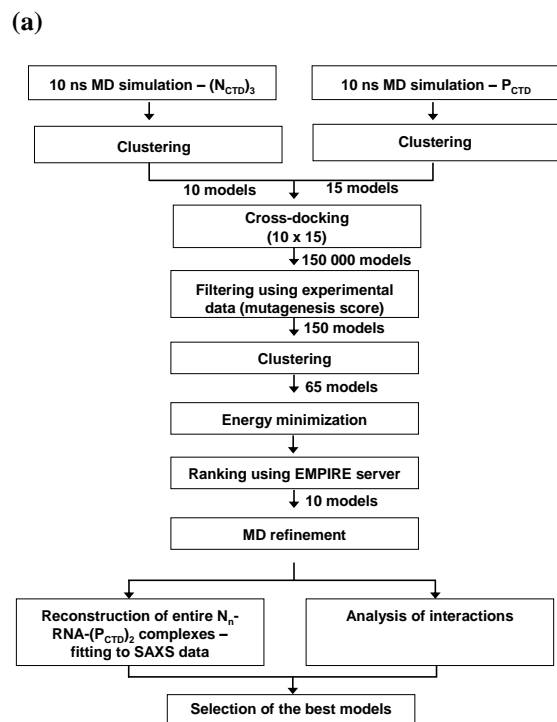 (a)
10 ns MD simulation – (NCTD)3
10 ns MD simulation – PCTD
Clustering
Clustering
10 models
15 models
Cross-docking
(10 x 15)
150 000 models
Filtering using experimental
data (mutagenesis score)
150 models
Clustering
65 models
Energy minimization
Ranking using EMPIRE server
10 models
MD refinement
Reconstruction of entire Nn-
RNA-(PCTD)2 complexes –
fitting to SAXS data
Analysis of interactions
Selection of the best models